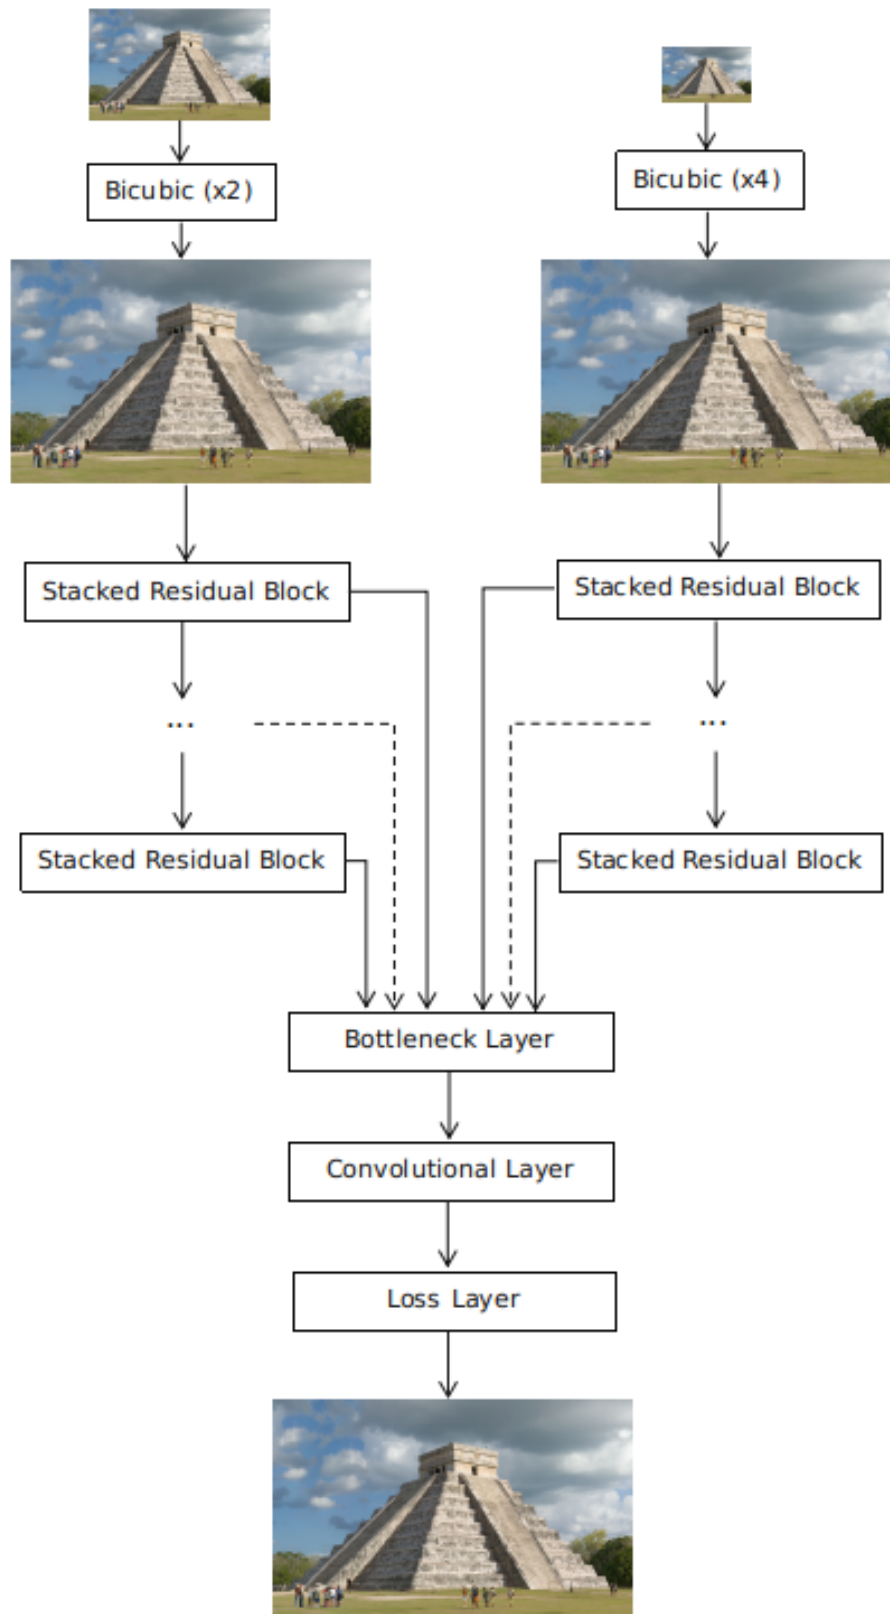 Bicubic (x2)
Bicubic (x4)
Stacked Residual Block
Stacked Residual Block
...
...
Stacked Residual Block
Stacked Residual Block
Bottleneck Layer
Convolutional Layer
Loss Layer